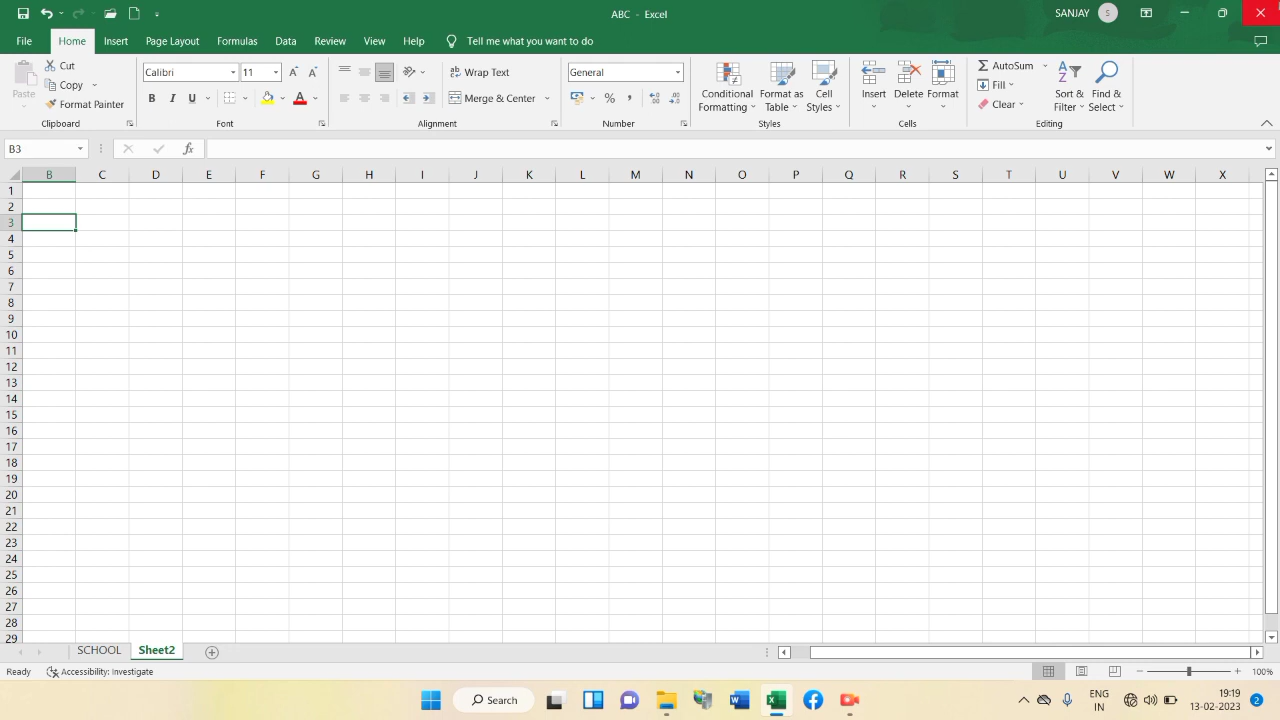 ABC - Excel
SANJAY S
File Home Insert Page Layout Formulas Data Review View Help Tell me what you want to do
Paste
Cut
Copy
Format Painter
Clipboard
Calibri 11
B I U A
Font
Wrap Text
Merge & Center
Alignment
General
% ,
Number
Conditional Formatting
Format as Table
Cell Styles
Styles
Insert Delete Format
Cells
AutoSum
Fill
Clear
Sort & Filter
Find & Select
Editing
B3 fx
B C D E F G H I J K L M N O P Q R S T U V W X
1
2
3
4
5
6
7
8
9
10
11
12
13
14
15
16
17
18
19
20
21
22
23
24
25
26
27
28
29
SCHOOL Sheet2
Ready Accessibility: Investigate 100%
Search
ENG
IN
19:19
13-02-2023
2